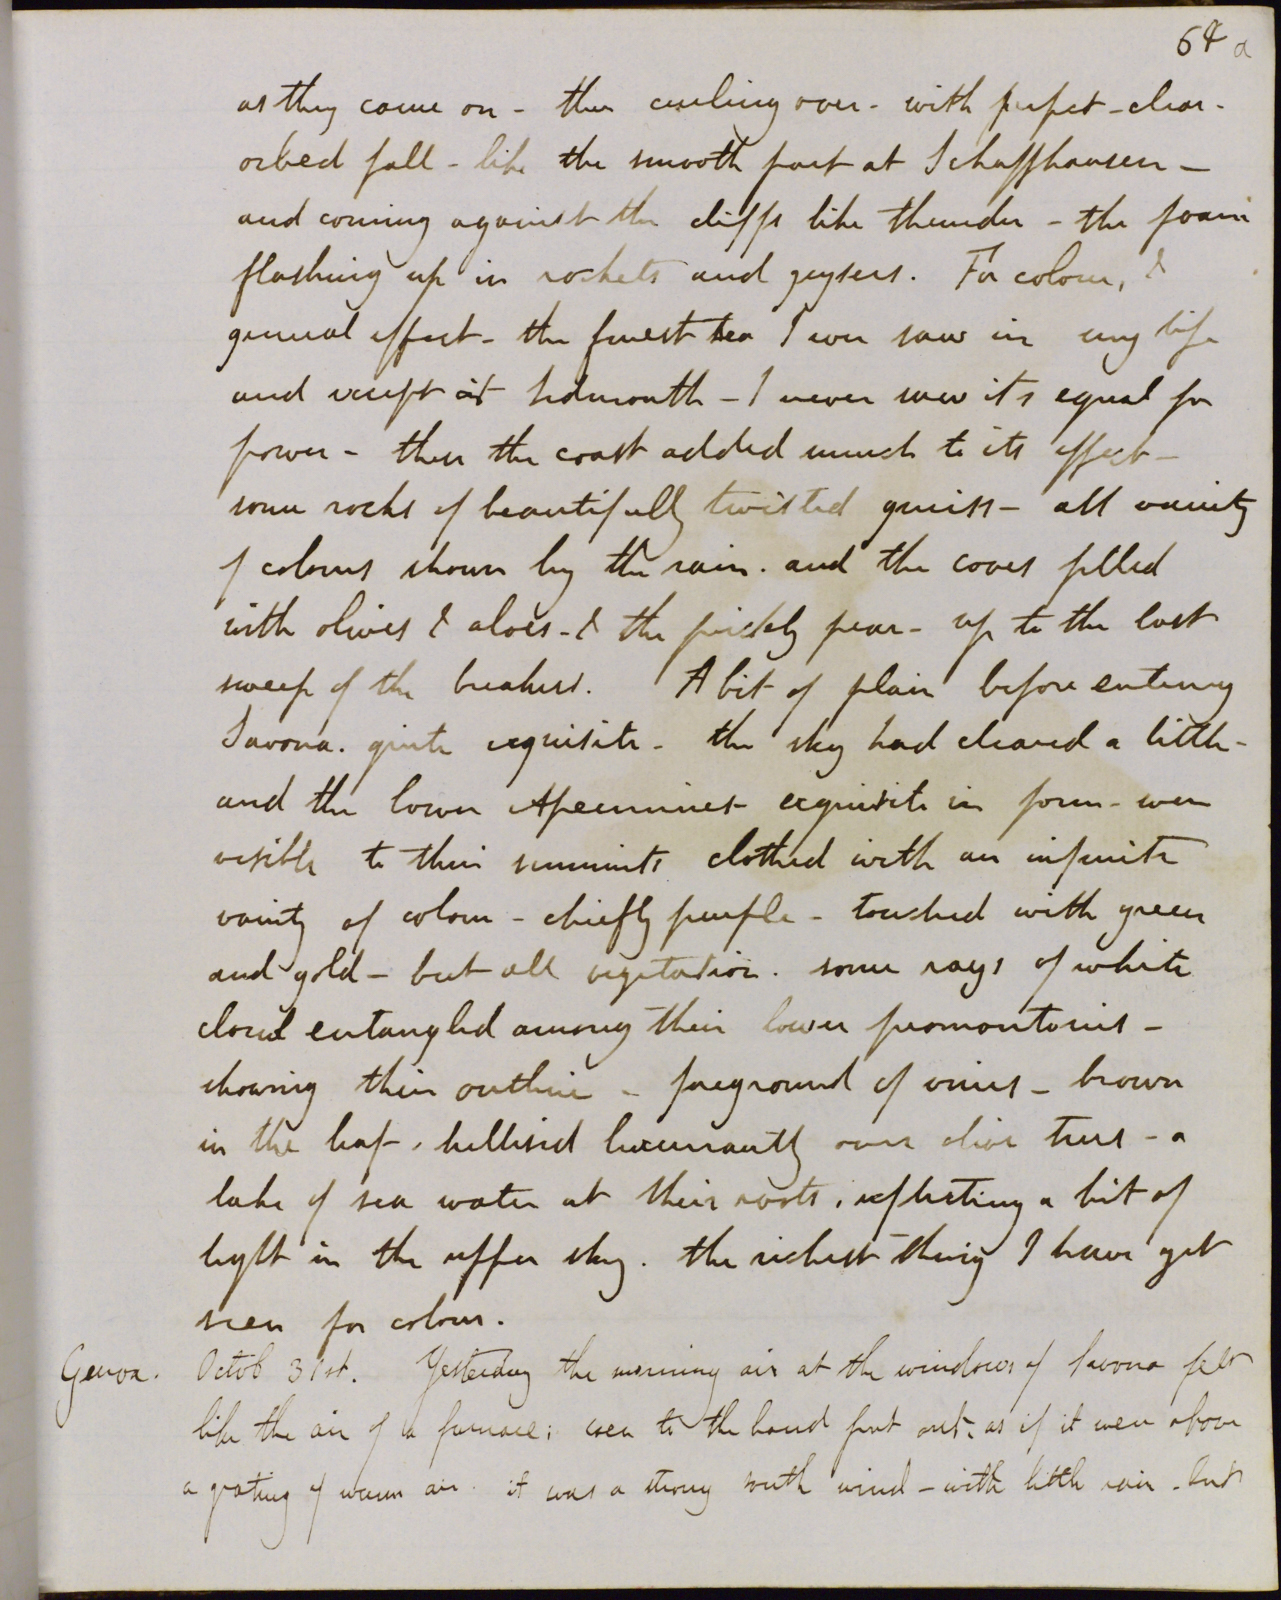 64 a
as they come on - then curling over - with perfect - clear -
orbed fall - like the smooth part at Schaffhausen -
and coming against the cliffs like thunder - the foam
flashing up in rockets and geysers. For colour, &
general effect - the finest sea I ever saw in my life
and except at Sidmouth - I never saw its equal for
power - then the coast added much to its effect -
some rocks of beautifully twisted gneiss - all variety
of colours shown by the rain. and the coves filled
with olives & aloes - & the prickly pear - up to the last
sweep of the breakers. A bit of plain before entering
Savona. quite exquisite - the sky had cleared a little -
and the lower Apennines - exquisite in form - were
visible to their summits clothed with an infinite
variety of colour - chiefly purple - touched with green
and gold - but all vegetation. some rays of white
cloud entangled among their lower promontories -
showing their outline - foreground of vines - brown
in the leaf, trellised luxuriantly over olive trees - a
lake of sea water at their roots, reflecting a bit of
light in the upper sky. the richest thing I have yet
seen for colour.
Genoa. Octob 31st. Yesterday the morning air at the windows of Savona felt
like the air of a furnace; even to the hand put out, as if it were above
a grating of warm air. it was a strong south wind - with little rain - but